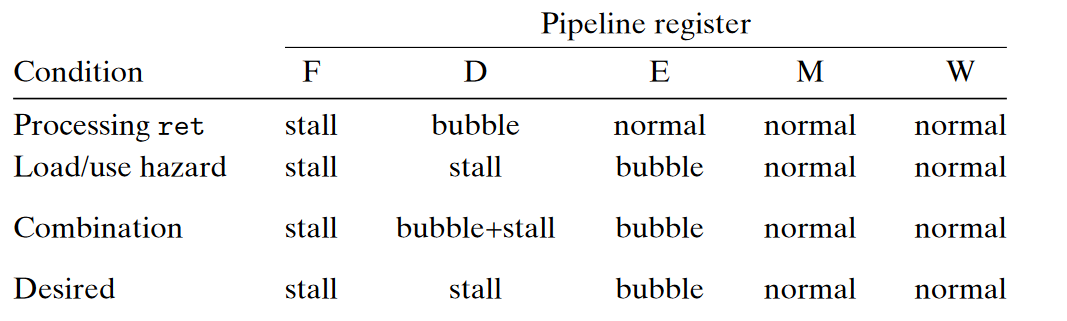 Pipeline register
Condition F D E M W
Processing ret stall bubble normal normal normal
Load/use hazard stall stall bubble normal normal
Combination stall bubble+stall bubble normal normal
Desired stall stall bubble normal normal